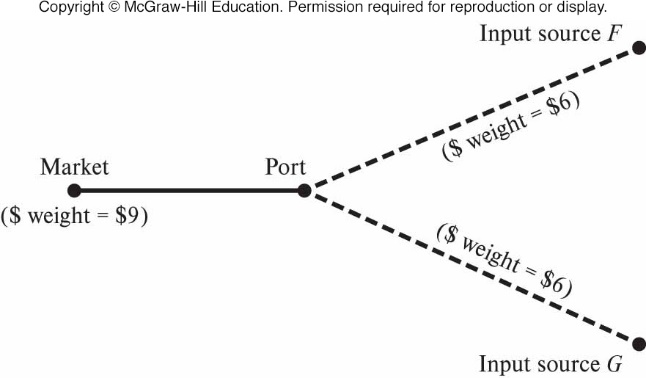 Copyright © McGraw-Hill Education. Permission required for reproduction or display.
Input source F
($ weight = $6)
Market
Port
($ weight = $9)
($ weight = $6)
Input source G